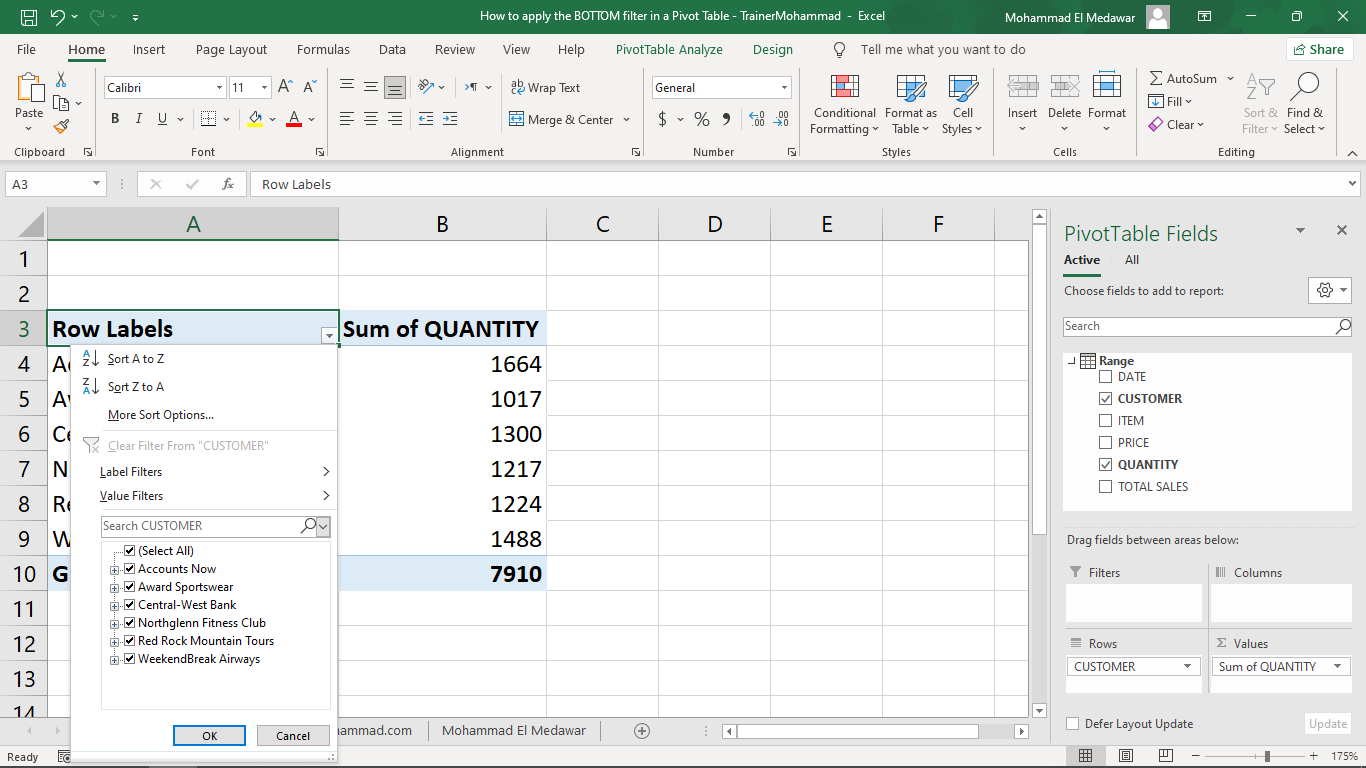 How to apply the BOTTOM filter in a Pivot Table - TrainerMohammad - Excel
Mohammad El Medawar
File Home Insert Page Layout Formulas Data Review View Help PivotTable Analyze Design Tell me what you want to do Share
Paste
Calibri 11
Wrap Text
General
Conditional Formatting
Format as Table
Cell Styles
Insert Delete Format
AutoSum
Fill
Clear
Sort & Filter
Find & Select
B I U
Merge & Center
$ %
Clipboard Font Alignment Number Styles Cells Editing
A3 fx Row Labels
A B C D E F
1
2
3 Row Labels Sum of QUANTITY
4 1664
5 1017
6 1300
7 1217
8 1224
9 1488
10 7910
11
12
13
14
Sort A to Z
Sort Z to A
More Sort Options...
Clear Filter From "CUSTOMER"
Label Filters
Value Filters
Search CUSTOMER
(Select All)
Accounts Now
Award Sportswear
Central-West Bank
Northglenn Fitness Club
Red Rock Mountain Tours
WeekendBreak Airways
OK Cancel
PivotTable Fields
Active All
Choose fields to add to report:
Search
Range
DATE
CUSTOMER
ITEM
PRICE
QUANTITY
TOTAL SALES
Drag fields between areas below:
Filters Columns
Rows Σ Values
CUSTOMER Sum of QUANTITY
Defer Layout Update Update
ammad.com Mohammad El Medawar
Ready 175%